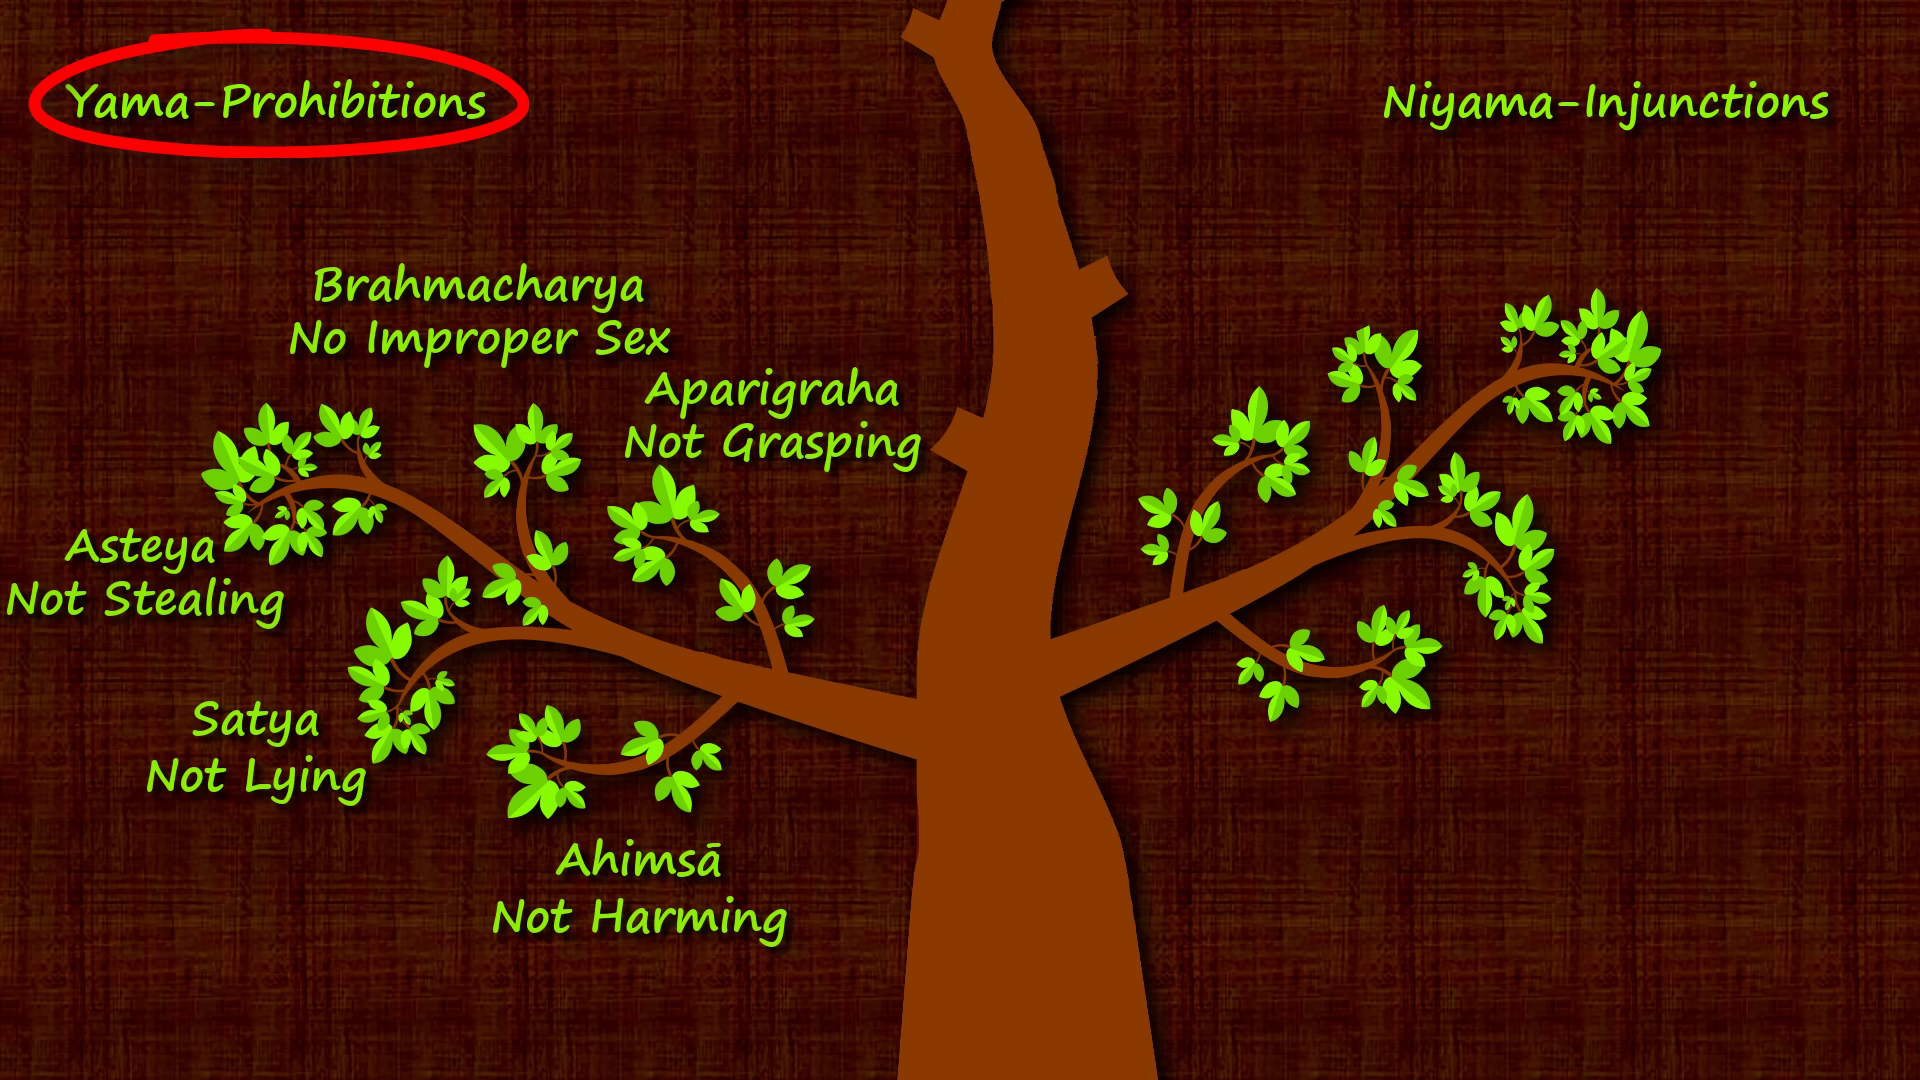 Yama-Prohibitions
Niyama-Injunctions
Brahmacharya
No Improper Sex
Aparigraha
Not Grasping
Asteya
Not Stealing
Satya
Not Lying
Ahimsā
Not Harming